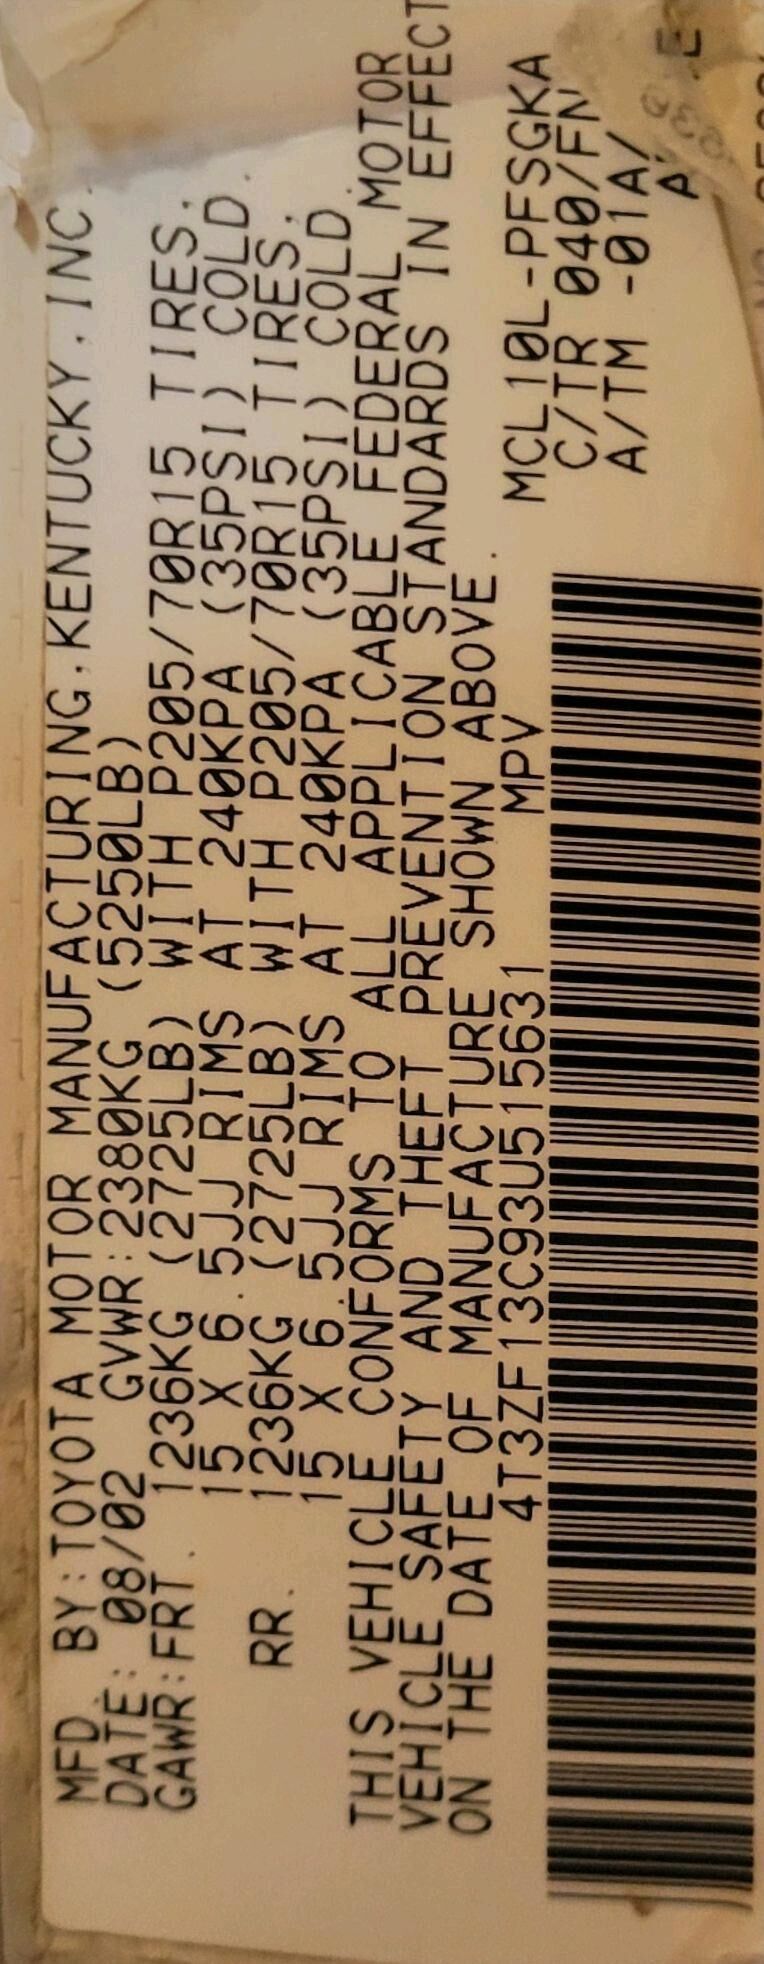 MFD. BY:TOYOTA MOTOR MANUFACTURING,KENTUCKY,INC.
DATE: 08/02 GVWR:2380KG (5250LB)
GAWR:FRT. 1236KG (2725LB) WITH P205/70R15 TIRES,
15 X 6.5JJ RIMS AT 240KPA (35PSI) COLD.
RR. 1236KG (2725LB) WITH P205/70R15 TIRES,
15 X 6.5JJ RIMS AT 240KPA (35PSI) COLD.
THIS VEHICLE CONFORMS TO ALL APPLICABLE FEDERAL MOTOR
VEHICLE SAFETY AND THEFT PREVENTION STANDARDS IN EFFECT
ON THE DATE OF MANUFACTURE SHOWN ABOVE.
4T3ZF13C93U515631 MPV MCL10L-PFSGKA
C/TR 040/FN
A/TM -01A/